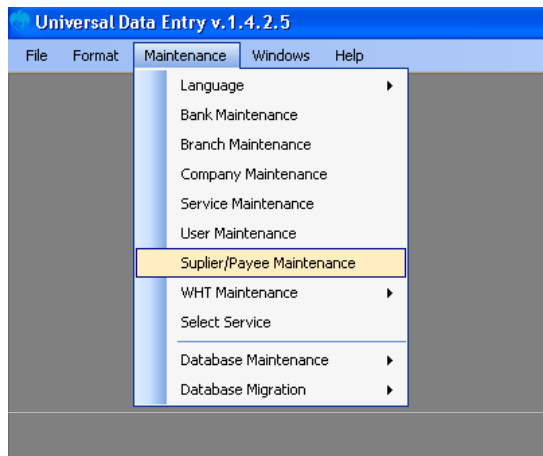 Universal Data Entry v.1.4.2.5
File Format Maintenance Windows Help
Language
Bank Maintenance
Branch Maintenance
Company Maintenance
Service Maintenance
User Maintenance
Suplier/Payee Maintenance
WHT Maintenance
Select Service
Database Maintenance
Database Migration